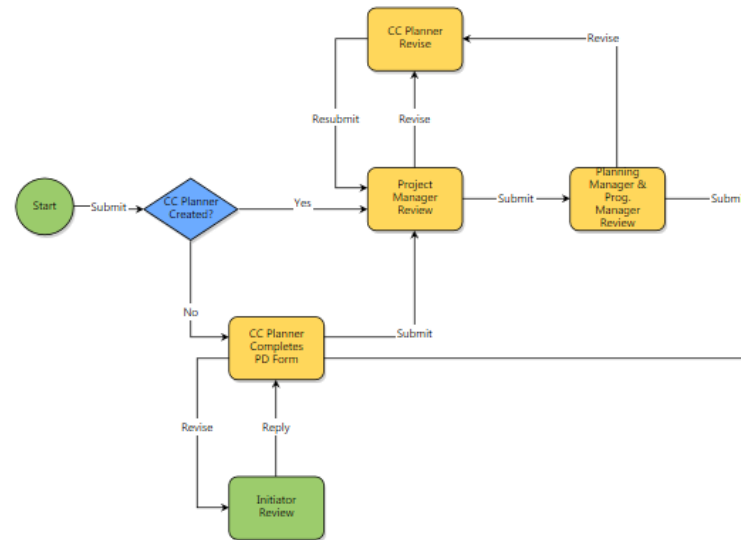 CC Planner
Revise
Revise
Resubmit
Revise
Start
Submit
CC Planner
Created?
Yes
Project
Manager
Review
Submit
Planning
Manager &
Prog.
Manager
Review
Subm
No
CC Planner
Completes
PD Form
Submit
Revise
Reply
Initiator
Review